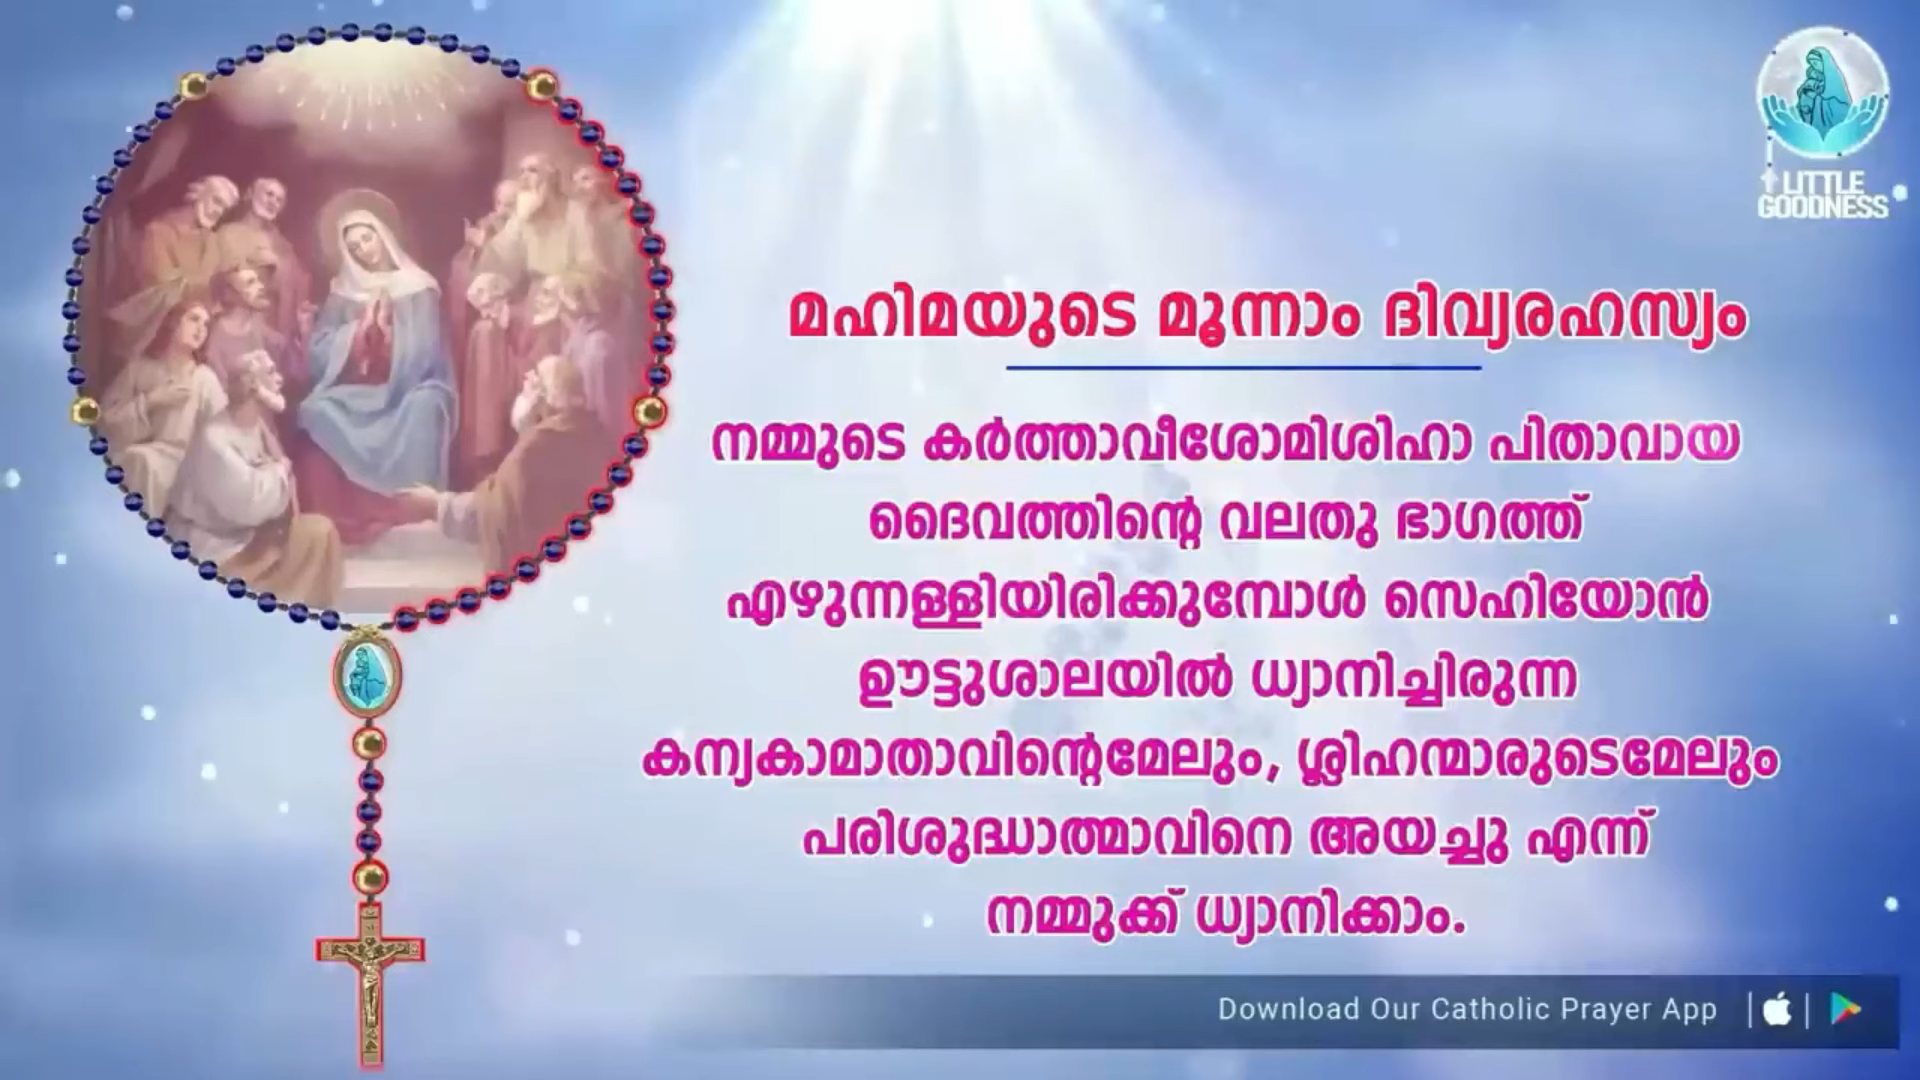 LITTLE
GOODNESS
മഹിമയുടെ മൂന്നാം ദിവ്യരഹസ്യം
നമ്മുടെ കർത്താവീശോമിശിഹാ പിതാവായ
ദൈവത്തിന്റെ വലതു ഭാഗത്ത്
എഴുന്നള്ളിയിരിക്കുമ്പോൾ സെഹിയോൻ
ഊട്ടുശാലയിൽ ധ്യാനിച്ചിരുന്ന
കന്യകാമാതാവിന്റെമേലും, ശ്ലിഹന്മാരുടെമേലും
പരിശുദ്ധാത്മാവിനെ അയച്ചു എന്ന്
നമ്മുക്ക് ധ്യാനിക്കാം.
Download Our Catholic Prayer App